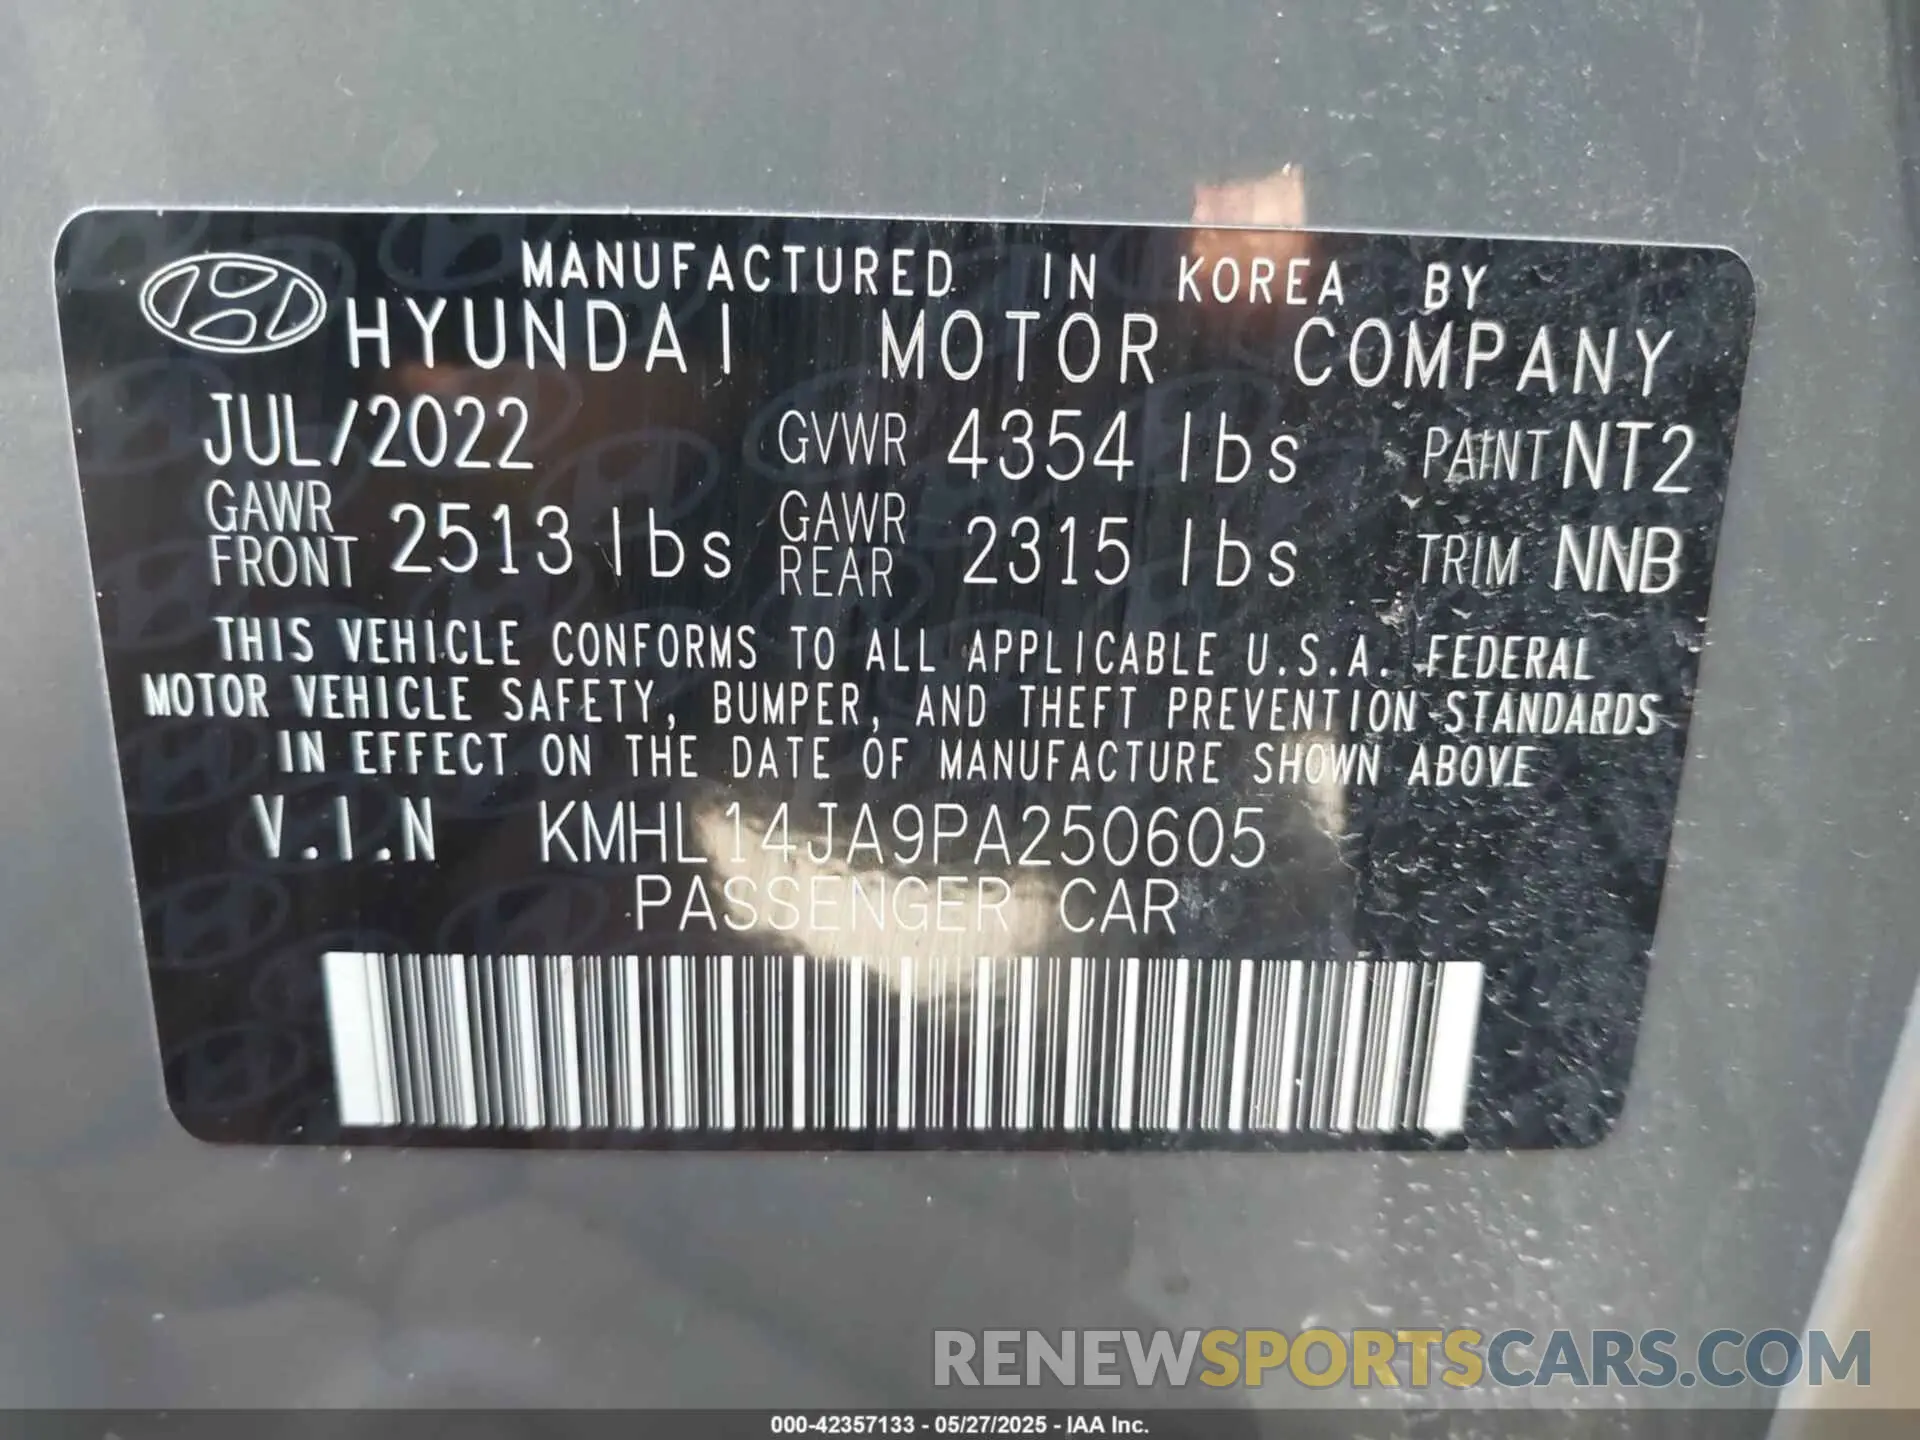 MANUFACTURED IN KOREA BY
HYUNDAI MOTOR COMPANY
JUL/2022 GVWR 4354 lbs PAINT NT2
GAWR FRONT 2513 lbs GAWR REAR 2315 lbs TRIM NNB
THIS VEHICLE CONFORMS TO ALL APPLICABLE U.S.A. FEDERAL
MOTOR VEHICLE SAFETY, BUMPER, AND THEFT PREVENTION STANDARDS
IN EFFECT ON THE DATE OF MANUFACTURE SHOWN ABOVE
V.I.N KMHL14JA9PA250605
PASSENGER CAR
RENEWSPORTSCARS.COM
000-42357133 - 05/27/2025 - IAA Inc.